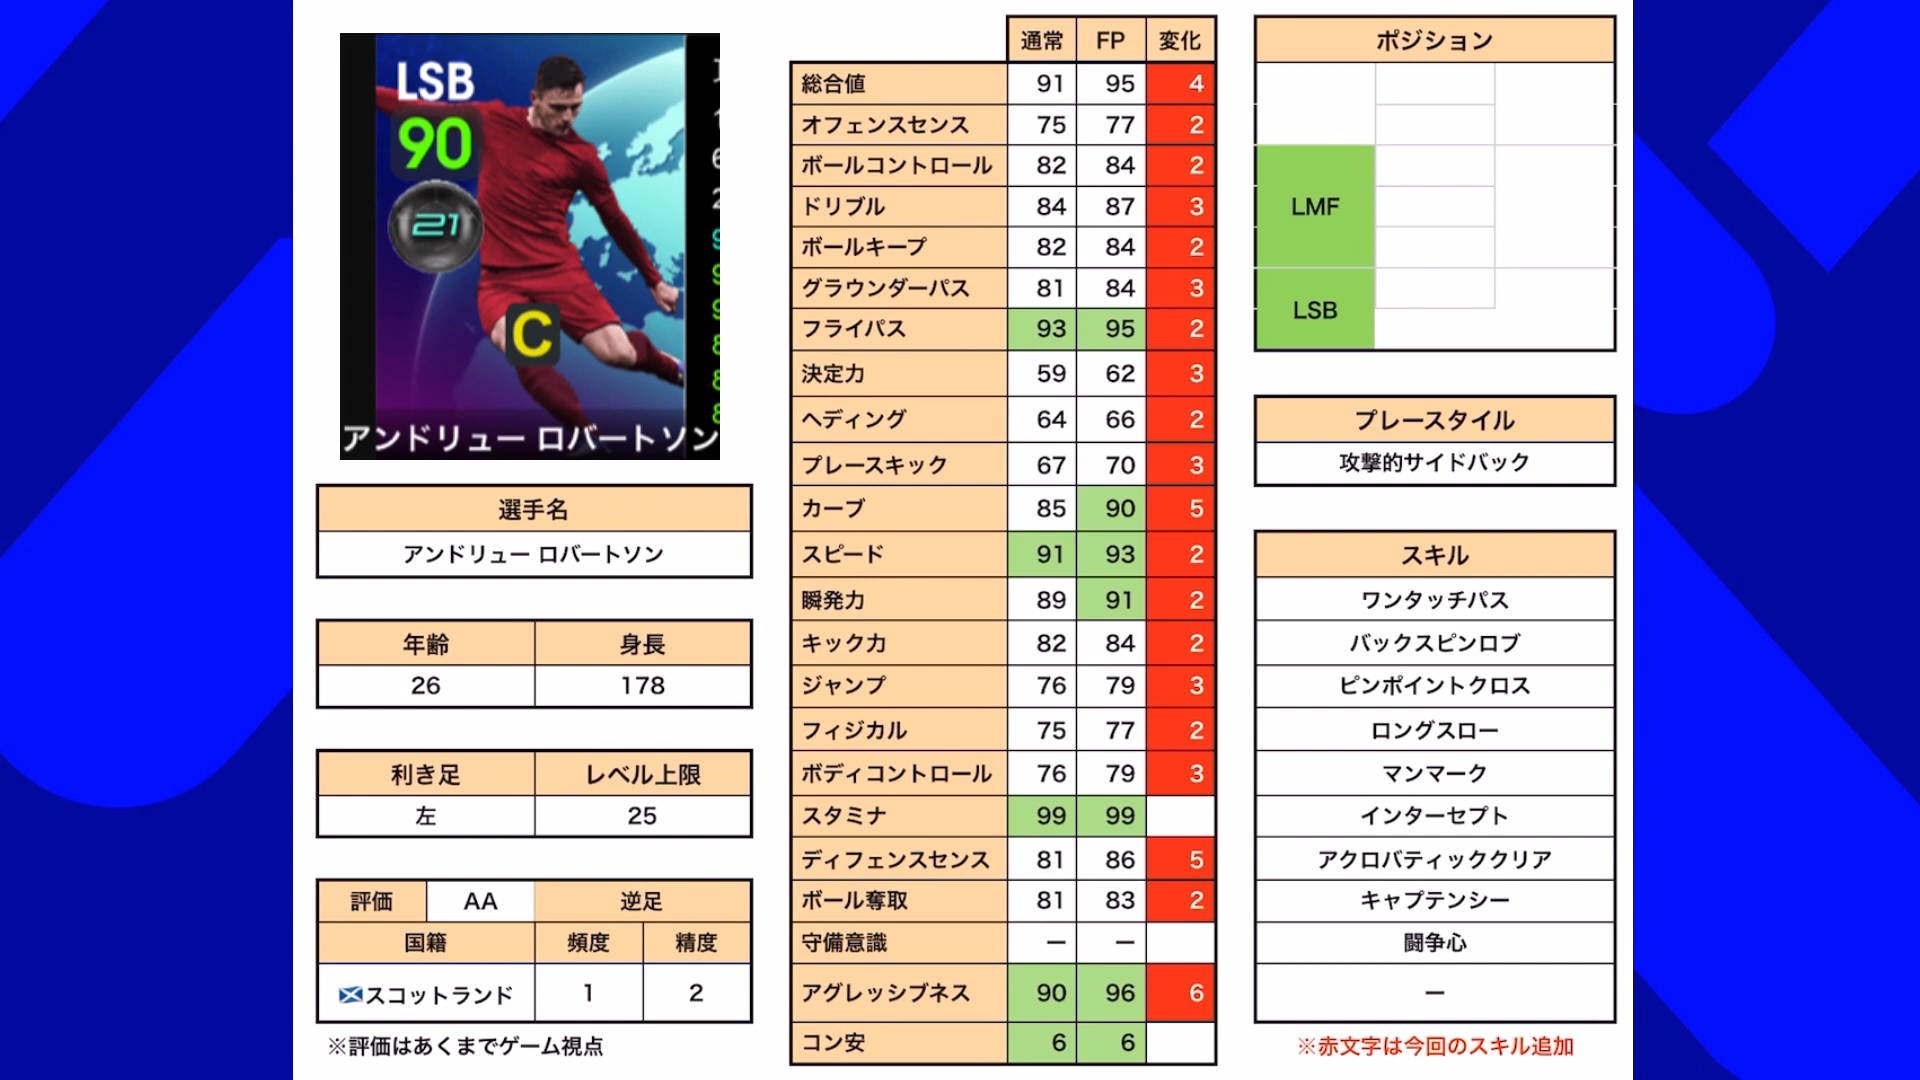 LSB
90
21
C
アンドリュー ロバートソン
選手名
アンドリュー ロバートソン
年齢 身長
26 178
利き足 レベル上限
左 25
評価 AA 逆足
国籍 頻度 精度
スコットランド 1 2
※評価はあくまでゲーム視点
通常 FP 変化
総合値 91 95 4
オフェンスセンス 75 77 2
ボールコントロール 82 84 2
ドリブル 84 87 3
ボールキープ 82 84 2
グラウンダーパス 81 84 3
フライパス 93 95 2
決定力 59 62 3
ヘディング 64 66 2
プレースキック 67 70 3
カーブ 85 90 5
スピード 91 93 2
瞬発力 89 91 2
キック力 82 84 2
ジャンプ 76 79 3
フィジカル 75 77 2
ボディコントロール 76 79 3
スタミナ 99 99
ディフェンスセンス 81 86 5
ボール奪取 81 83 2
守備意識 ー ー
アグレッシブネス 90 96 6
コン安 6 6
ポジション
LMF
LSB
プレースタイル
攻撃的サイドバック
スキル
ワンタッチパス
バックスピンロブ
ピンポイントクロス
ロングスロー
マンマーク
インターセプト
アクロバティッククリア
キャプテンシー
闘争心
ー
※赤文字は今回のスキル追加